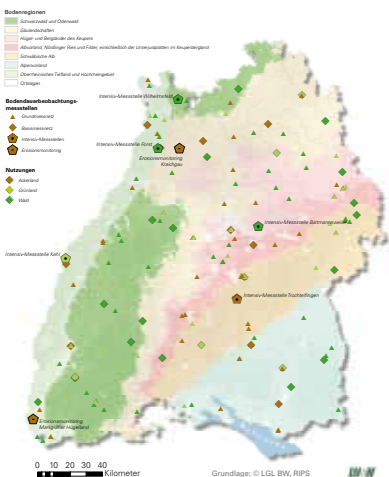 Bodenregionen
Schwarzwald und Odenwald
Gäulandschaften
Hügel- und Bergländer des Keupers
Albvorland, Nördlinger Ries und Filder, einschließlich der Unterjuraplatten im Keuperbergland
Schwäbische Alb
Alpenvorland
Oberrheinisches Tiefland und Hochrheingebiet
Ortslagen
Bodendauerbeobachtungs-
messstellen
Grundmessnetz
Basismessnetz
Intensiv-Messstellen
Erosionsmonitoring
Nutzungen
Ackerland
Grünland
Wald
Intensiv-Messstelle Wilhelmsfeld
Intensiv-Messstelle Forst
Erosionsmonitoring
Kraichgau
Intensiv-Messstelle
Intensiv-Messstelle Kehl
Intensiv-Messstelle Trochtelfingen
Erosionsmonitoring
Markgräfler Hügelland
0 10 20 30 40
Kilometer
Grundlage: © LGL BW, RIPS